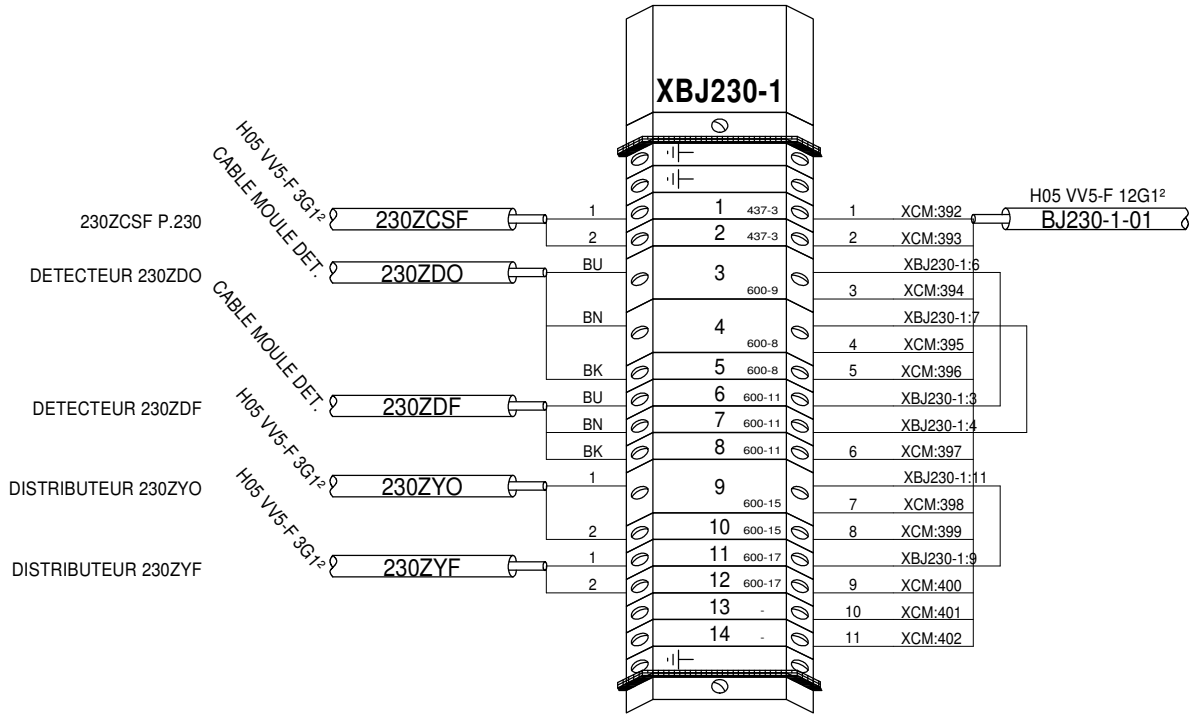 XBJ230-1
H05 VV5-F 3G1²
230ZCSF P.230
230ZCSF
1
2
1 437-3
2 437-3
1 XCM:392
2 XCM:393
H05 VV5-F 12G1²
BJ230-1-01
CABLE MOULE DET.
DETECTEUR 230ZDO
230ZDO
BU
BN
BK
3 600-9
4 600-8
5 600-8
XBJ230-1:6
3 XCM:394
XBJ230-1:7
4 XCM:395
5 XCM:396
CABLE MOULE DET.
DETECTEUR 230ZDF
230ZDF
BU
BN
BK
6 600-11
7 600-11
8 600-11
XBJ230-1:3
XBJ230-1:4
6 XCM:397
H05 VV5-F 3G1²
DISTRIBUTEUR 230ZYO
230ZYO
1
2
9 600-15
10 600-15
XBJ230-1:11
7 XCM:398
8 XCM:399
H05 VV5-F 3G1²
DISTRIBUTEUR 230ZYF
230ZYF
1
2
11 600-17
12 600-17
XBJ230-1:9
9 XCM:400
13 -
10 XCM:401
14 -
11 XCM:402